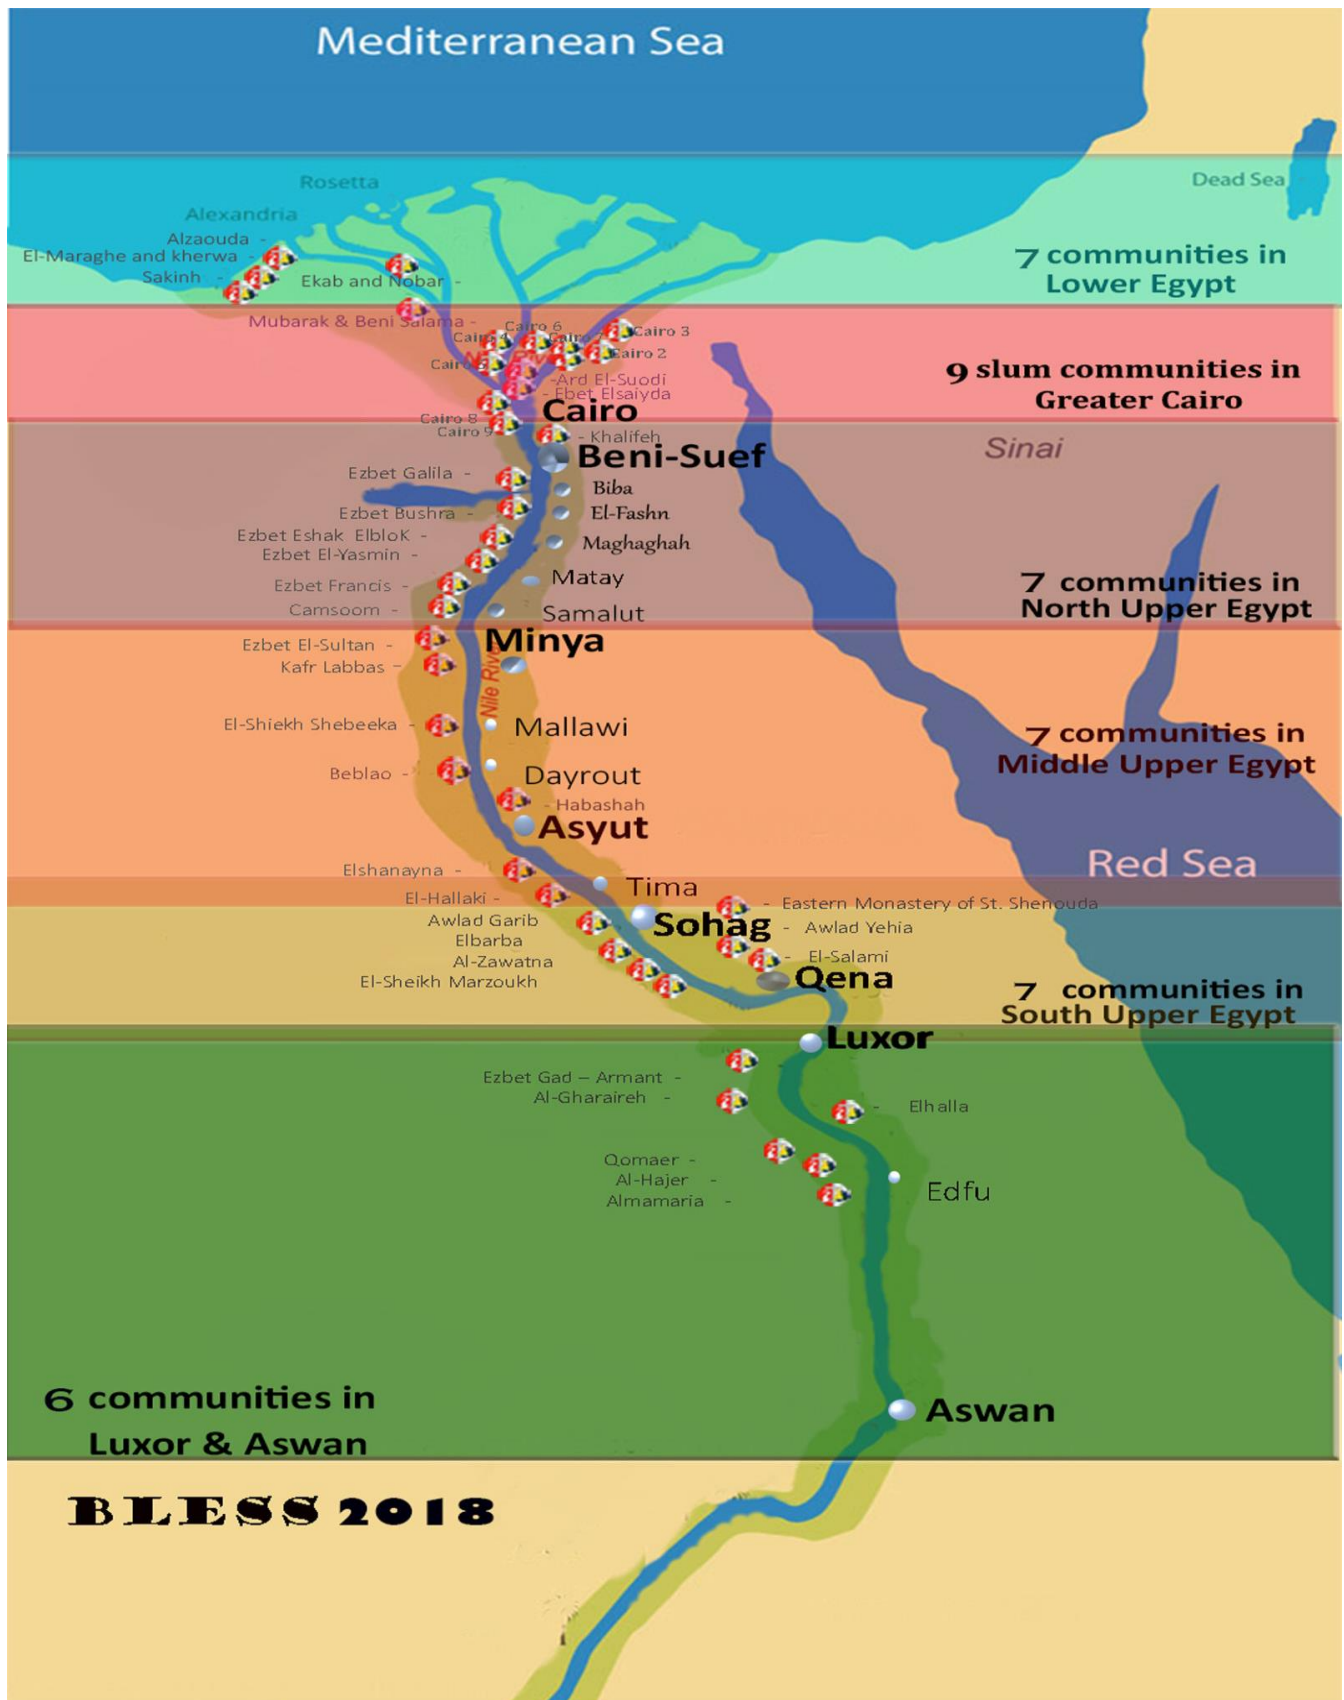 Mediterranean Sea
Rosetta
Dead Sea
Alexandria
Alzaouda -
El-Maraghe and kherwa -
7 communities in
Lower Egypt
Sakinh -
Ekab and Nobar -
Mubarak & Beni Salama -
Cairo 6
Cairo 3
Cairo 2
9 slum communities in
Greater Cairo
-Ard El-Suodi
- Ebet Elsaiyda
Cairo
Cairo 8
Cairo 9
- Khalifeh
Sinai
Beni-Suef
Ezbet Galila -
Biba
Ezbet Bushra -
El-Fashn
Ezbet Eshak ElbloK -
Maghaghah
Ezbet El-Yasmin -
Matay
Ezbet Francis -
7 communities in
North Upper Egypt
Camsoom -
Samalut
Ezbet El-Sultan -
Minya
Kafr Labbas -
Nile River
El-Shiekh Shebeeka -
Mallawi
7 communities in
Middle Upper Egypt
Beblao -
Dayrout
- Habashah
Asyut
Red Sea
Elshanayna -
Tima
El-Hallaki -
- Eastern Monastery of St. Shenouda
Awlad Garib
Sohag
- Awlad Yehia
Elbarba
- El-Salami
Al-Zawatna
El-Sheikh Marzoukh
Qena
7 communities in
South Upper Egypt
Luxor
Ezbet Gad – Armant -
Al-Gharaireh -
- Elhalla
Qomaer -
Al-Hajer -
Almamaria -
Edfu
6 communities in
Luxor & Aswan
Aswan
BLESS 2018